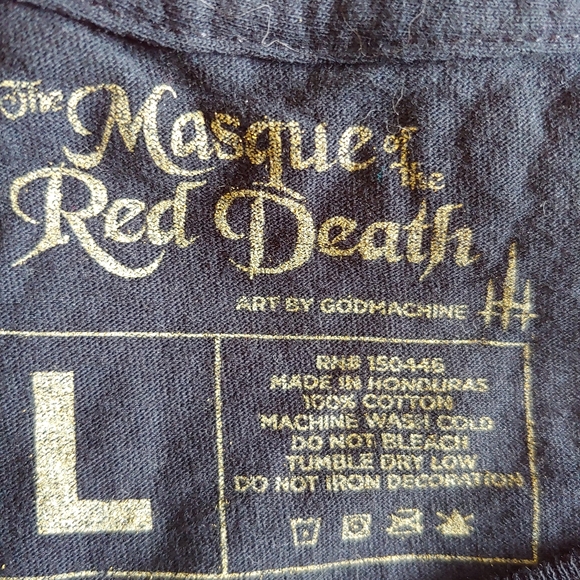 The Masque of the
Red Death
ART BY GODMACHINE
L
RN# 150446
MADE IN HONDURAS
100% COTTON
MACHINE WASH COLD
DO NOT BLEACH
TUMBLE DRY LOW
DO NOT IRON DECORATION